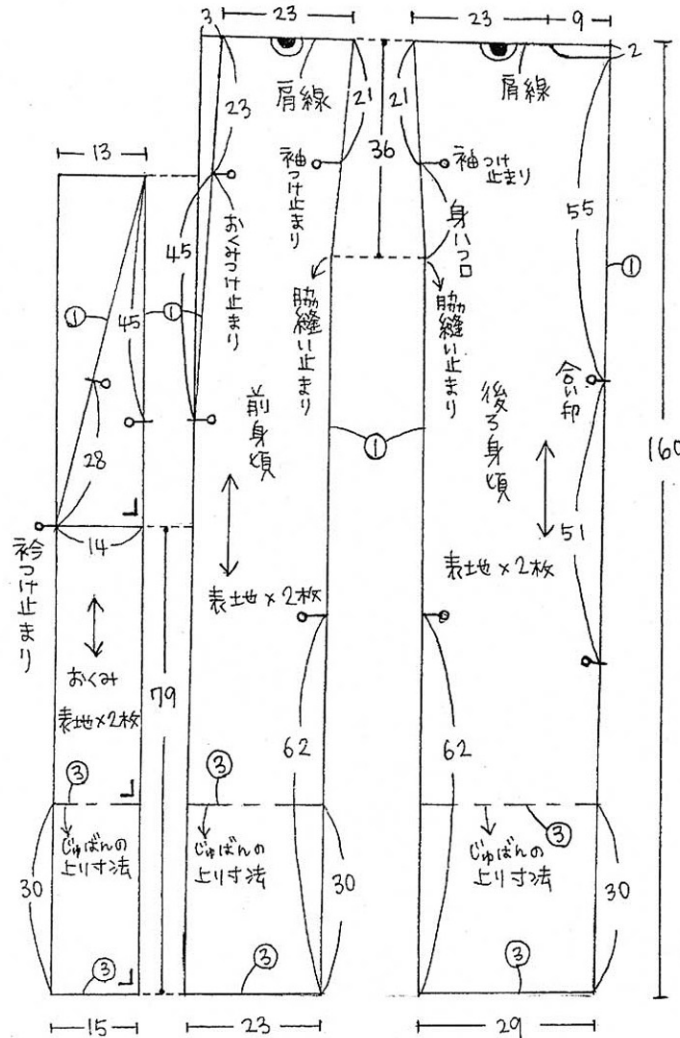 3
23
23
9
2
肩線
肩線
23
21
21
36
13
袖つけ止まり
袖つけ止まり
おくみつけ止まり
身八つ口
55
①
45
①
①
45
脇縫い止まり
脇縫い止まり
合い印
28
前身頃
①
後ろ身頃
160
14
51
衿つけ止まり
表地×2枚
表地×2枚
おくみ
表地×2枚
79
62
62
③
③
③
じゅばんの上り寸法
じゅばんの上り寸法
じゅばんの上り寸法
30
30
30
③
③
③
15
23
29